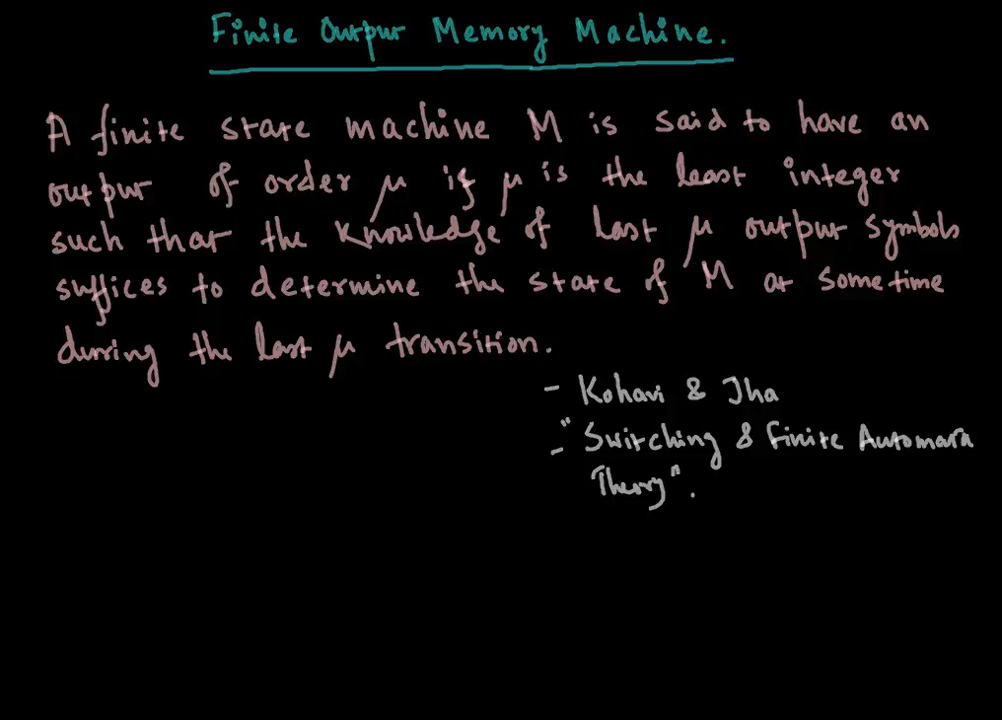 Finite Output Memory Machine.
A finite state machine M is said to have an
output of order μ if μ is the least integer
such that the knowledge of last μ output symbols
suffices to determine the state of M at sometime
during the last μ transition.
- Kohavi & Jha
- "Switching & Finite Automata
Theory".